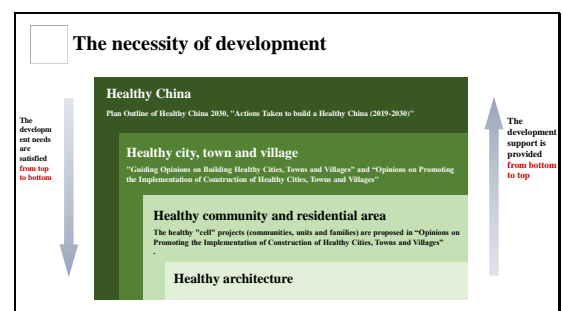 The necessity of development
Healthy China
Plan Outline of Healthy China 2030, "Actions Taken to build a Healthy China (2019-2030)"
The
developm
ent needs
are
satisfied
from top
to bottom
Healthy city, town and village
"Guiding Opinions on Building Healthy Cities, Towns and Villages" and "Opinions on Promoting
the Implementation of Construction of Healthy Cities, Towns and Villages"
The
development
support is
provided
from bottom
to top
Healthy community and residential area
The healthy "cell" projects (communities, units and families) are proposed in "Opinions on
Promoting the Implementation of Construction of Healthy Cities, Towns and Villages"
.
Healthy architecture